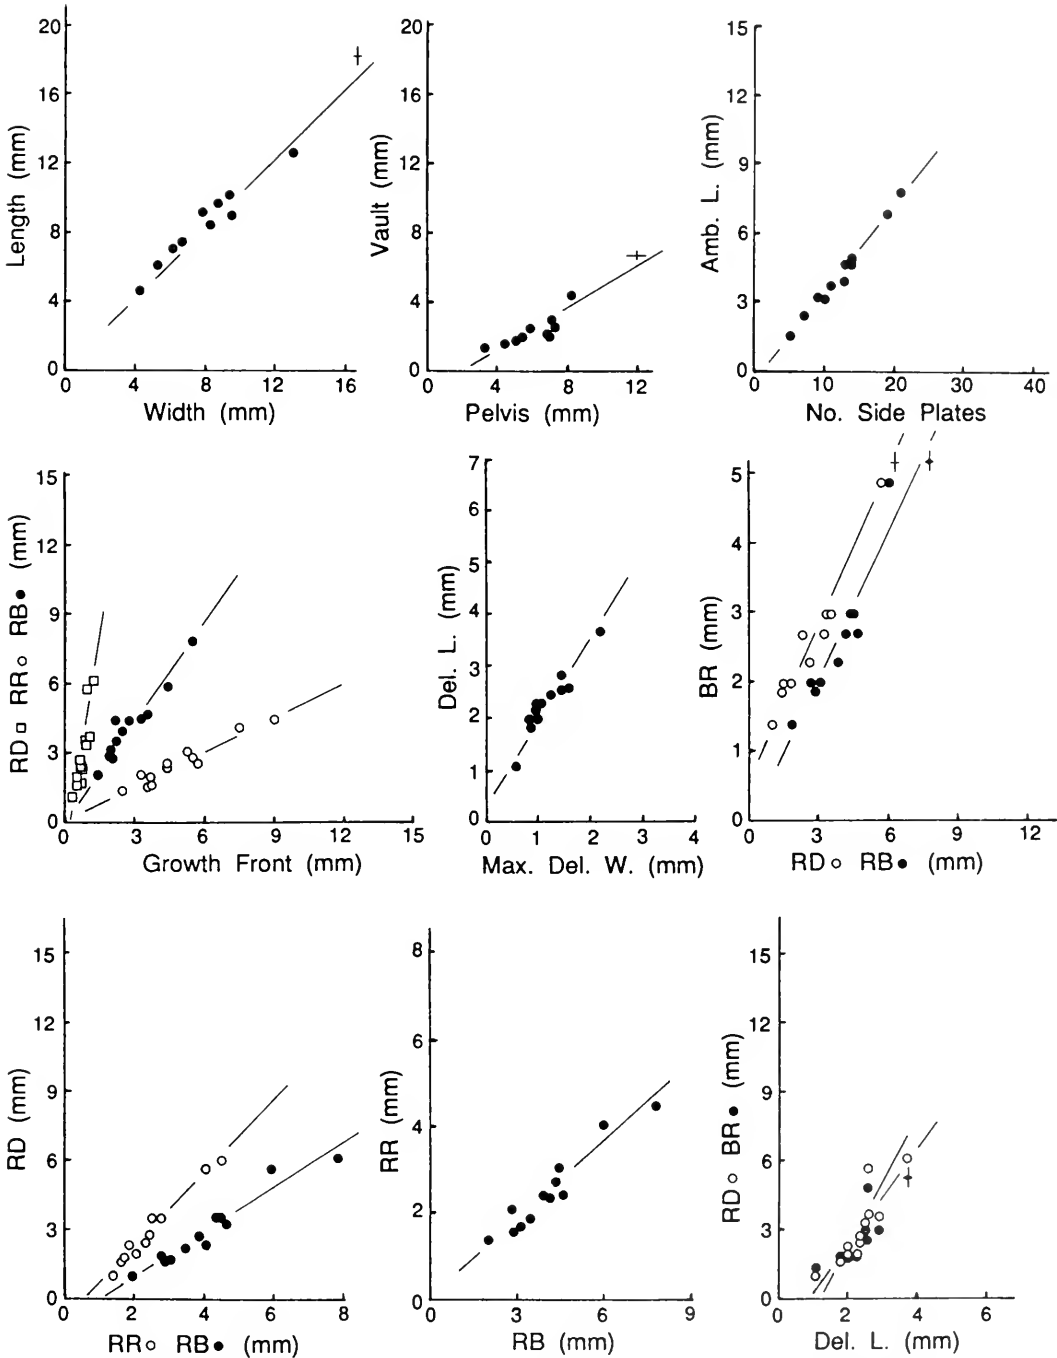 20
16
12
8
4
0
Length (mm)
0 4 8 12 16
Width (mm)
20
16
12
8
4
0
Vault (mm)
0 4 8 12
Pelvis (mm)
15
12
9
6
3
0
Amb. L. (mm)
0 10 20 30 40
No. Side Plates
15
12
9
6
3
0
RD □ RR ○ RB ● (mm)
0 3 6 9 12 15
Growth Front (mm)
7
6
5
4
3
2
1
0
Del. L. (mm)
0 1 2 3 4
Max. Del. W. (mm)
5
4
3
2
1
0
BR (mm)
0 3 6 9 12
RD ○ RB ● (mm)
15
12
9
6
3
0
RD (mm)
0 2 4 6 8
RR ○ RB ● (mm)
8
6
4
2
0
RR (mm)
0 3 6 9
RB (mm)
15
12
9
6
3
0
RD ○ BR ● (mm)
0 2 4 6
Del. L. (mm)